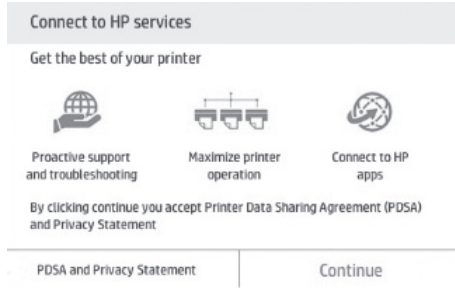 Connect to HP services
Get the best of your printer
Proactive support
and troubleshooting
Maximize printer
operation
Connect to HP
apps
By clicking continue you accept Printer Data Sharing Agreement (PDSA)
and Privacy Statement
PDSA and Privacy Statement
Continue